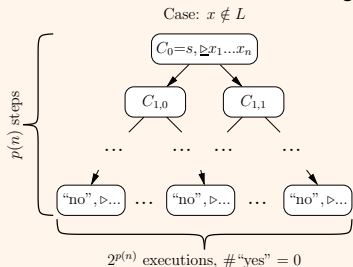 Case: x ∉ L
C₀=s, ▷x₁...xₙ
p(n) steps
C₁,₀ C₁,₁
... ... ... ...
“no”, ▷... ... “no”, ▷... ... “no”, ▷...
2^{p(n)} executions, #“yes” = 0